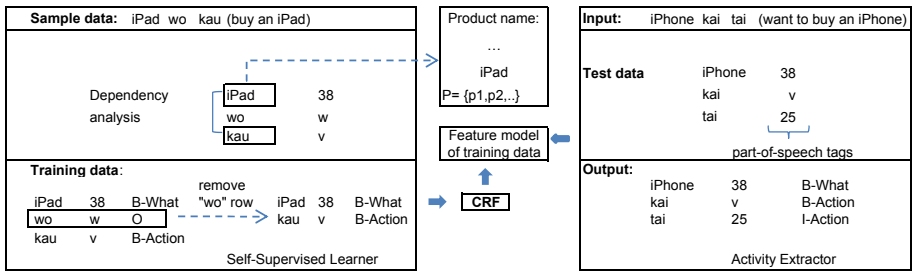 Sample data: iPad wo kau (buy an iPad)
Dependency analysis
iPad 38
wo w
kau v
Training data:
iPad 38 B-What
wo w O
kau v B-Action
remove "wo" row
iPad 38 B-What
kau v B-Action
Self-Supervised Learner
Product name:
…
iPad
P= {p1,p2,..}
Feature model
of training data
CRF
Input: iPhone kai tai (want to buy an iPhone)
Test data
iPhone 38
kai v
tai 25
part-of-speech tags
Output:
iPhone 38 B-What
kai v B-Action
tai 25 I-Action
Activity Extractor